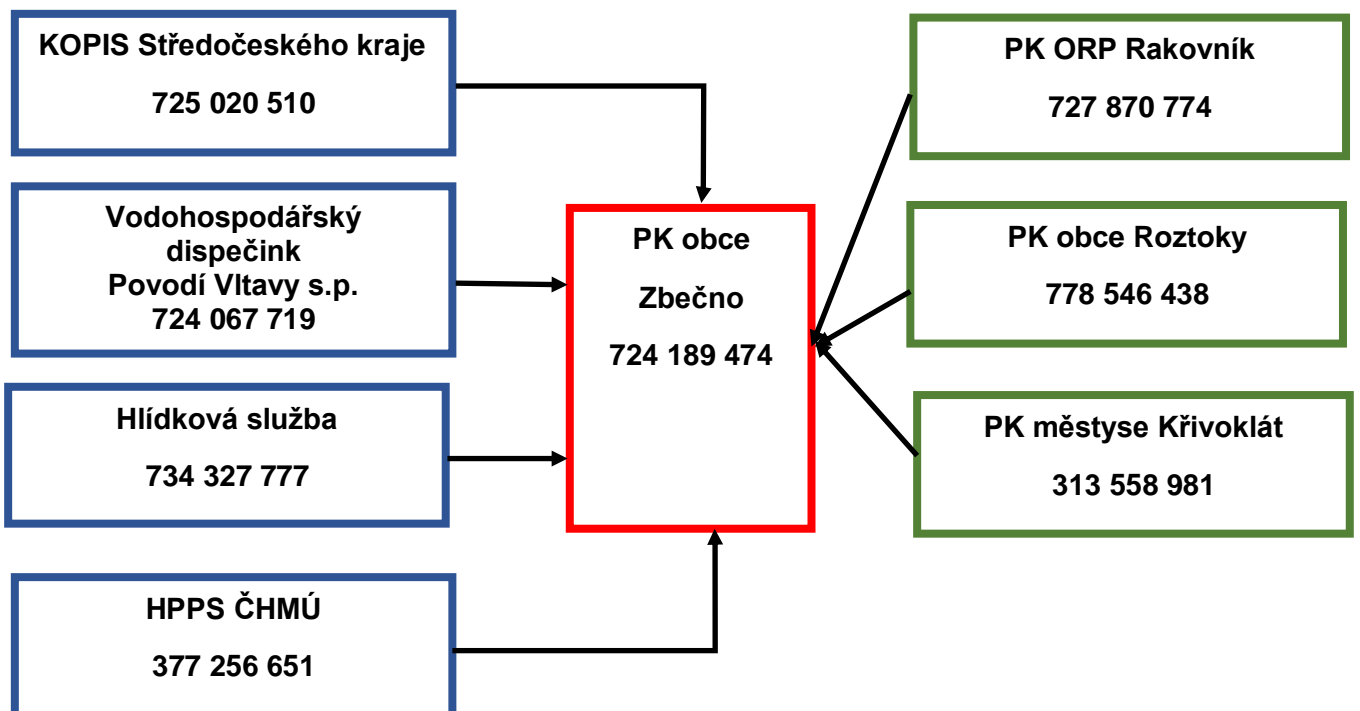 KOPIS Středočeského kraje
725 020 510
Vodohospodářský
dispečink
Povodí Vltavy s.p.
724 067 719
Hlídková služba
734 327 777
HPPS ČHMÚ
377 256 651
PK obce
Zbečno
724 189 474
PK ORP Rakovník
727 870 774
PK obce Roztoky
778 546 438
PK městyse Křivoklát
313 558 981